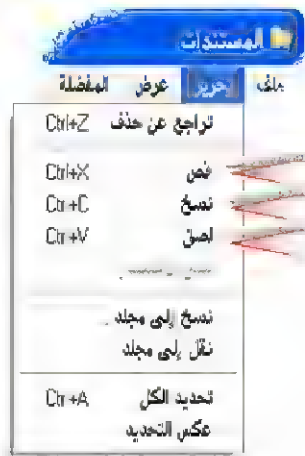 المستندات
ملف تحرير عرض المفضلة
تراجع عن حذف Ctrl+Z
قص Ctrl+X
نسخ Ctrl+C
لصق Ctrl+V
نسخ إلى مجلد
نقل إلى مجلد
تحديد الكل Ctrl+A
عكس التحديد